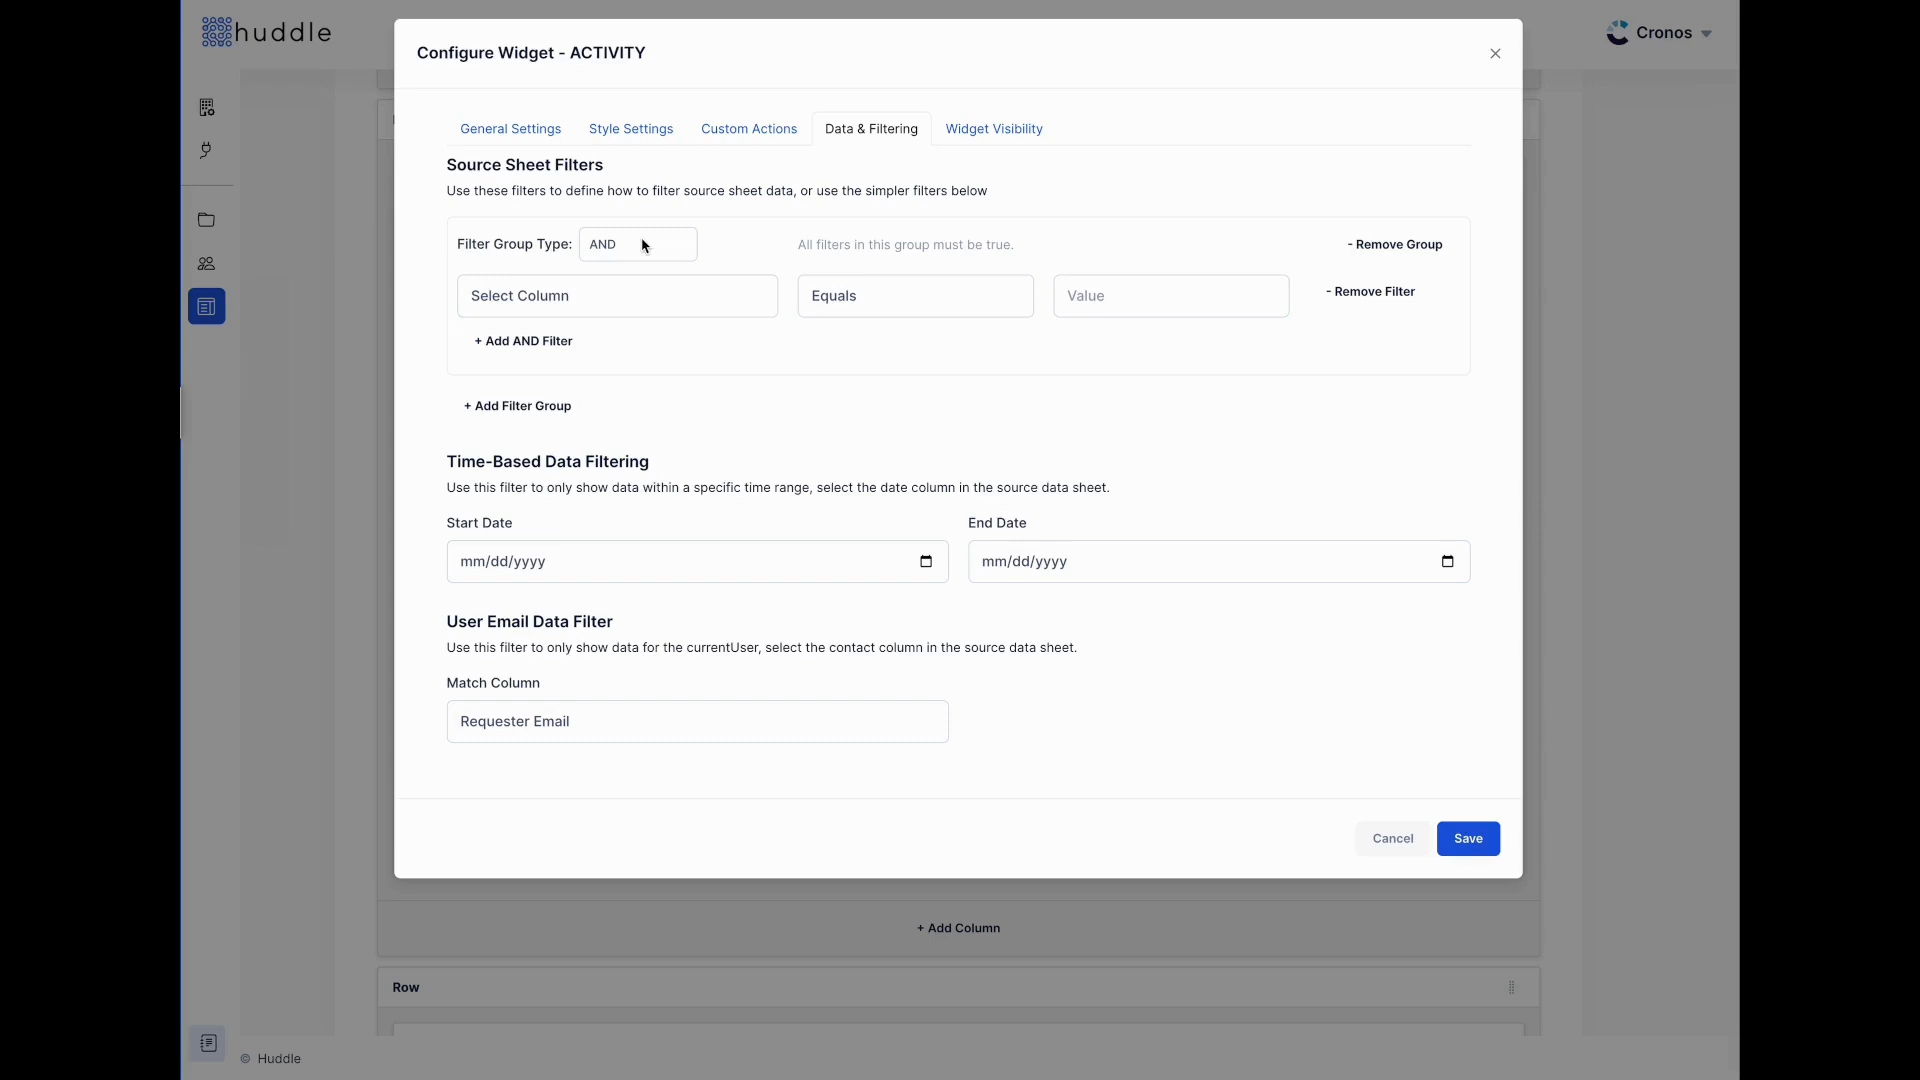 huddle
Configure Widget - ACTIVITY
Cronos
General Settings
Style Settings
Custom Actions
Data & Filtering
Widget Visibility
Source Sheet Filters
Use these filters to define how to filter source sheet data, or use the simpler filters below
Filter Group Type:
AND
All filters in this group must be true.
- Remove Group
Select Column
Equals
Value
- Remove Filter
+ Add AND Filter
+ Add Filter Group
Time-Based Data Filtering
Use this filter to only show data within a specific time range, select the date column in the source data sheet.
Start Date
End Date
mm/dd/yyyy
mm/dd/yyyy
User Email Data Filter
Use this filter to only show data for the currentUser, select the contact column in the source data sheet.
Match Column
Requester Email
Cancel
Save
+ Add Column
Row
© Huddle